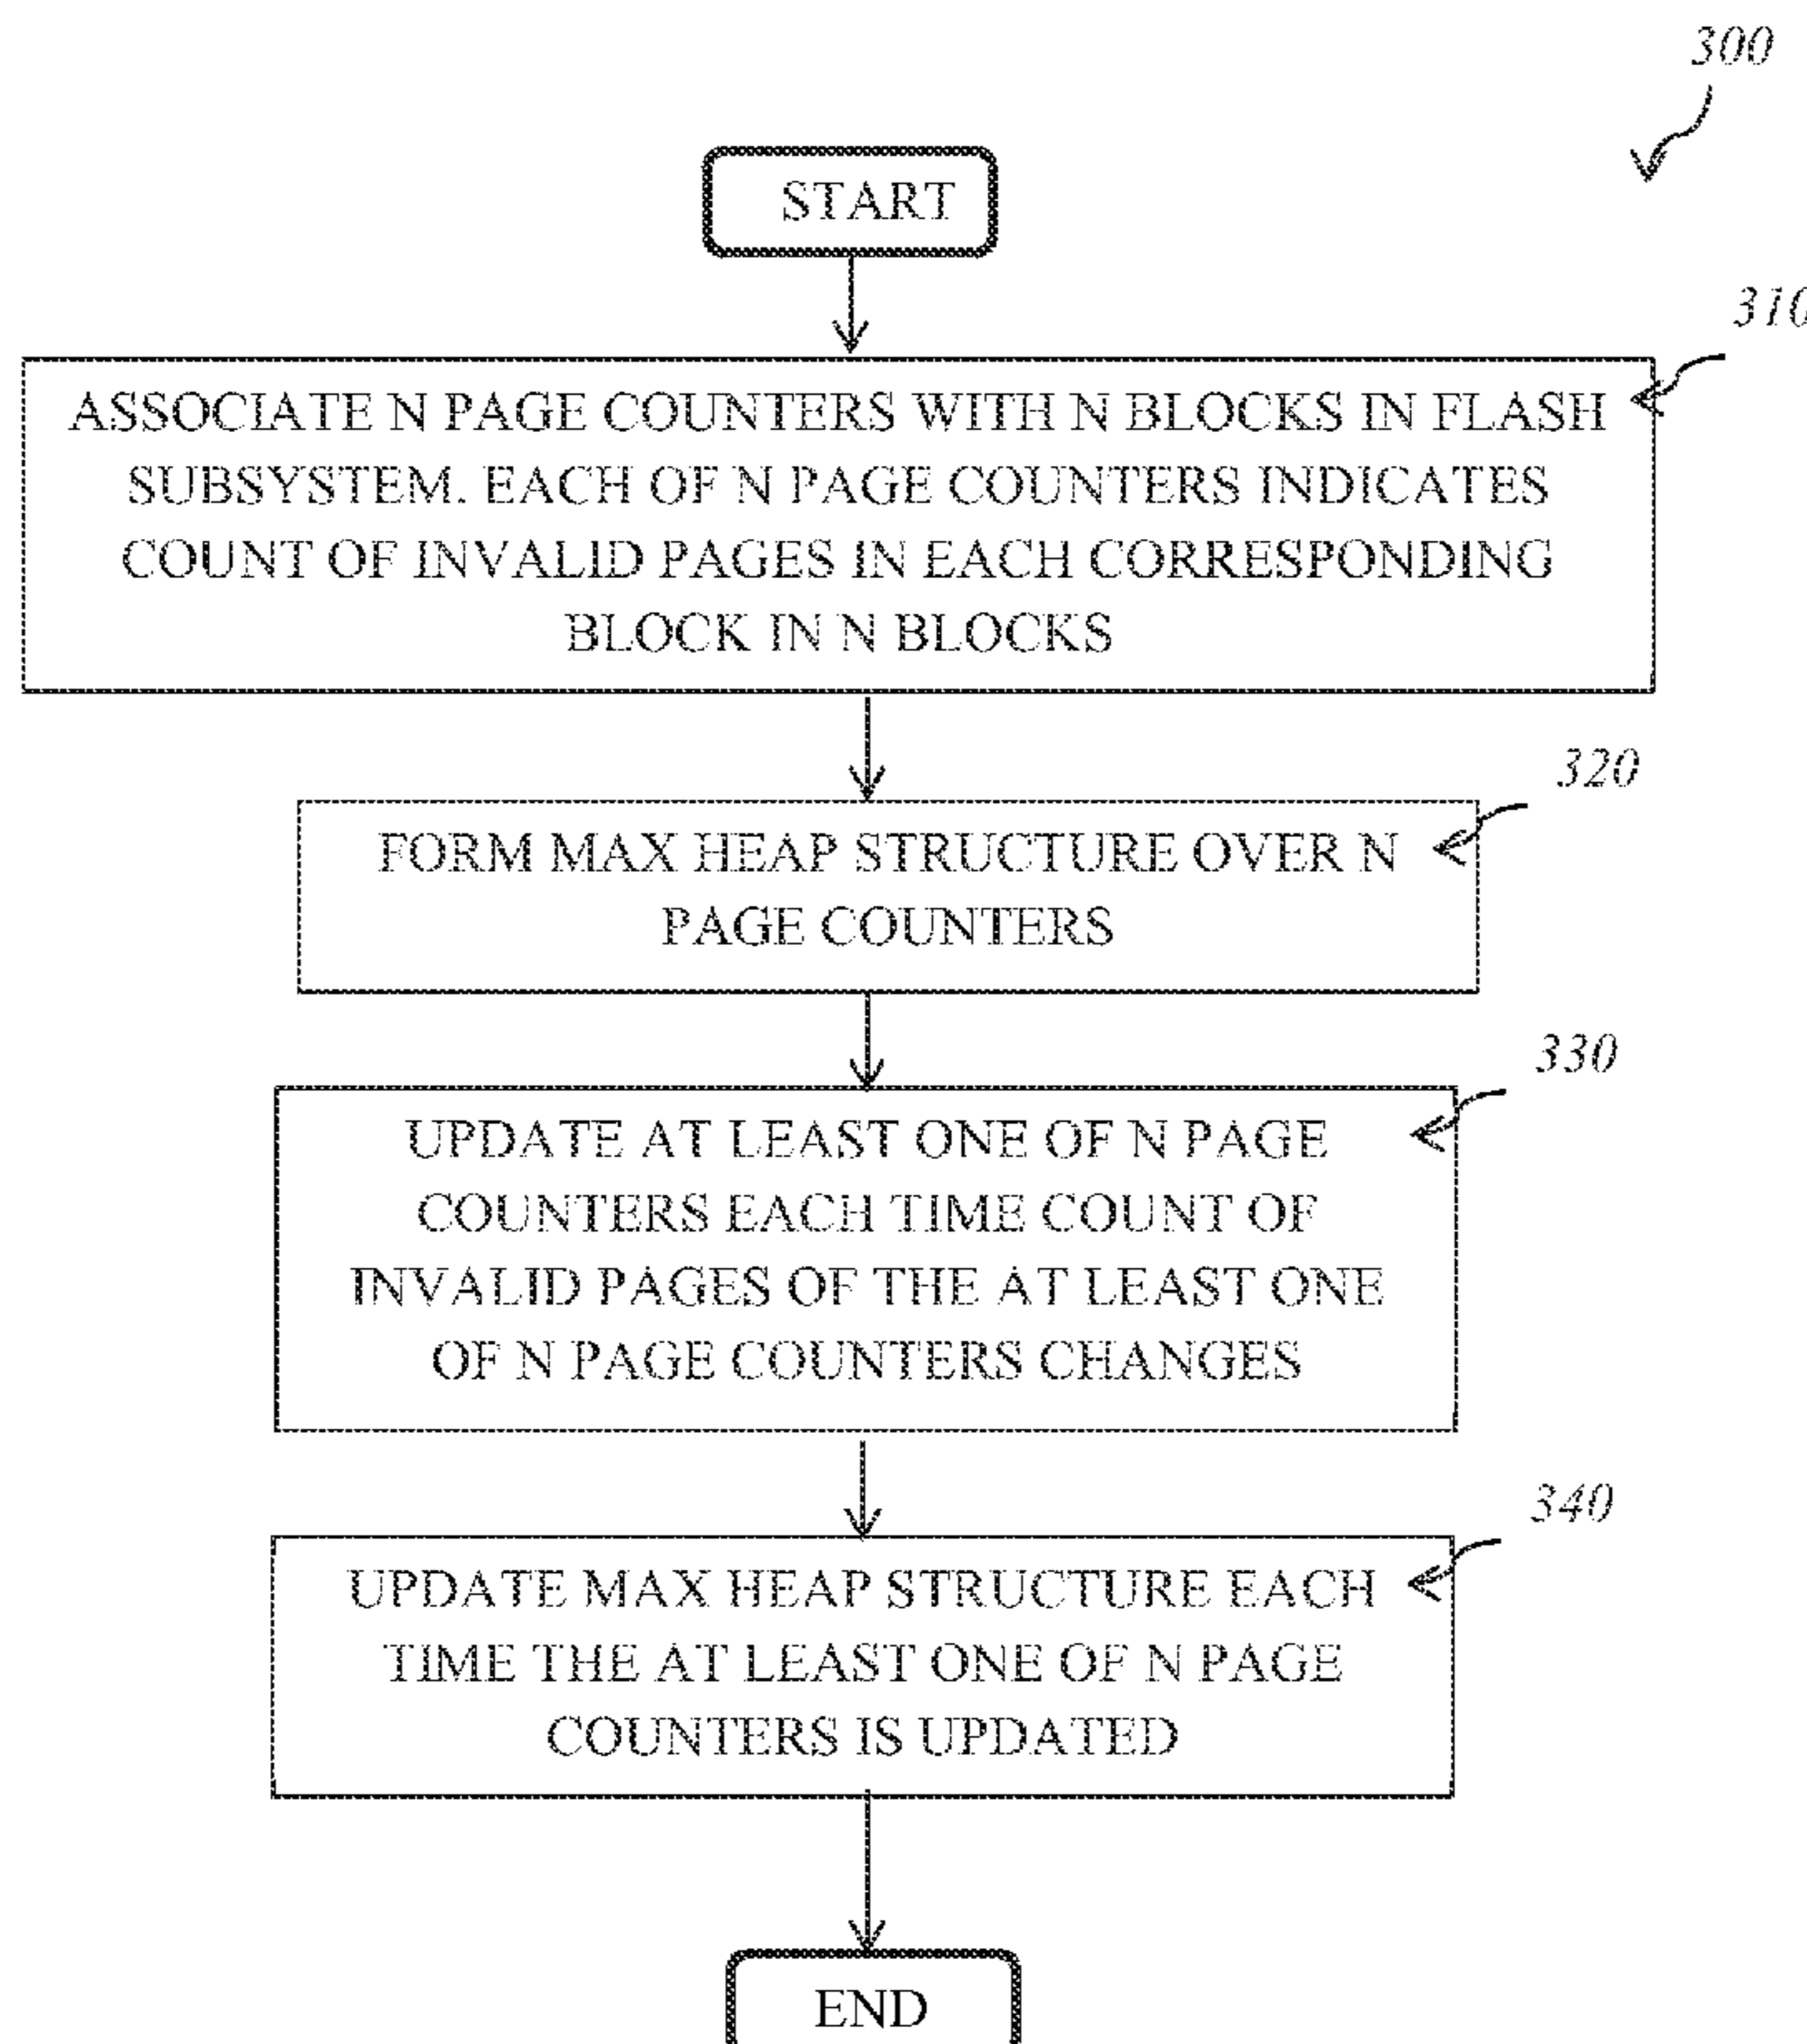 300
START
310
ASSOCIATE N PAGE COUNTERS WITH N BLOCKS IN FLASH
SUBSYSTEM. EACH OF N PAGE COUNTERS INDICATES
COUNT OF INVALID PAGES IN EACH CORRESPONDING
BLOCK IN N BLOCKS
320
FORM MAX HEAP STRUCTURE OVER N
PAGE COUNTERS
330
UPDATE AT LEAST ONE OF N PAGE
COUNTERS EACH TIME COUNT OF
INVALID PAGES OF THE AT LEAST ONE
OF N PAGE COUNTERS CHANGES
340
UPDATE MAX HEAP STRUCTURE EACH
TIME THE AT LEAST ONE OF N PAGE
COUNTERS IS UPDATED
END